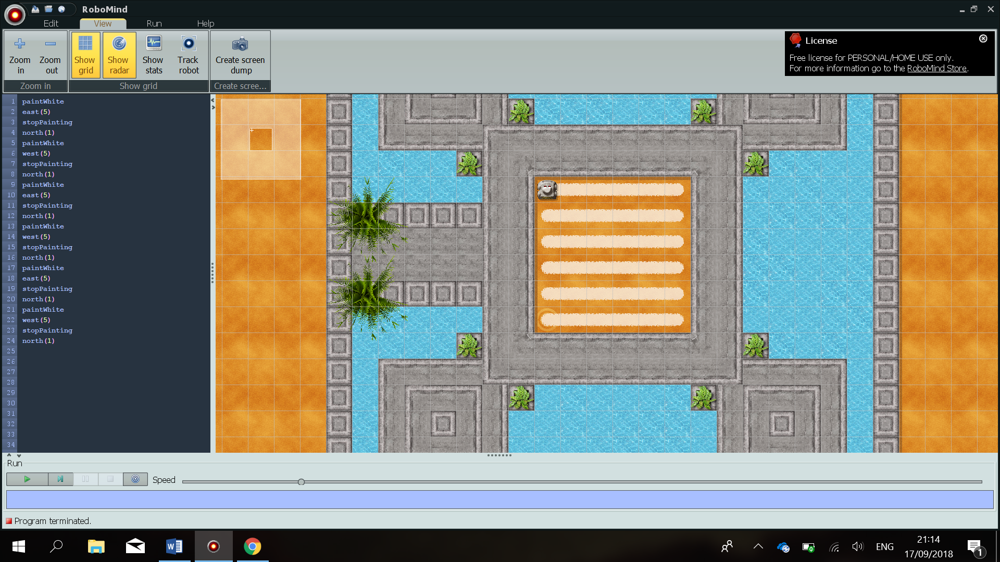 RoboMind
Edit View Run Help
Zoom in
Zoom out
Show grid
Show radar
Show stats
Track robot
Create screen dump
Zoom in
Show grid
Create scree...
License
Free license for PERSONAL/HOME USE only.
For more information go to the RoboMind Store.
1 paintWhite
2 east(5)
3 stopPainting
4 north(1)
5 paintWhite
6 west(5)
7 stopPainting
8 north(1)
9 paintWhite
10 east(5)
11 stopPainting
12 north(1)
13 paintWhite
14 west(5)
15 stopPainting
16 north(1)
17 paintWhite
18 east(5)
19 stopPainting
20 north(1)
21 paintWhite
22 west(5)
23 stopPainting
24 north(1)
25
26
27
28
29
30
31
32
33
34
Run
Speed
Program terminated.
ENG
21:14
17/09/2018
1